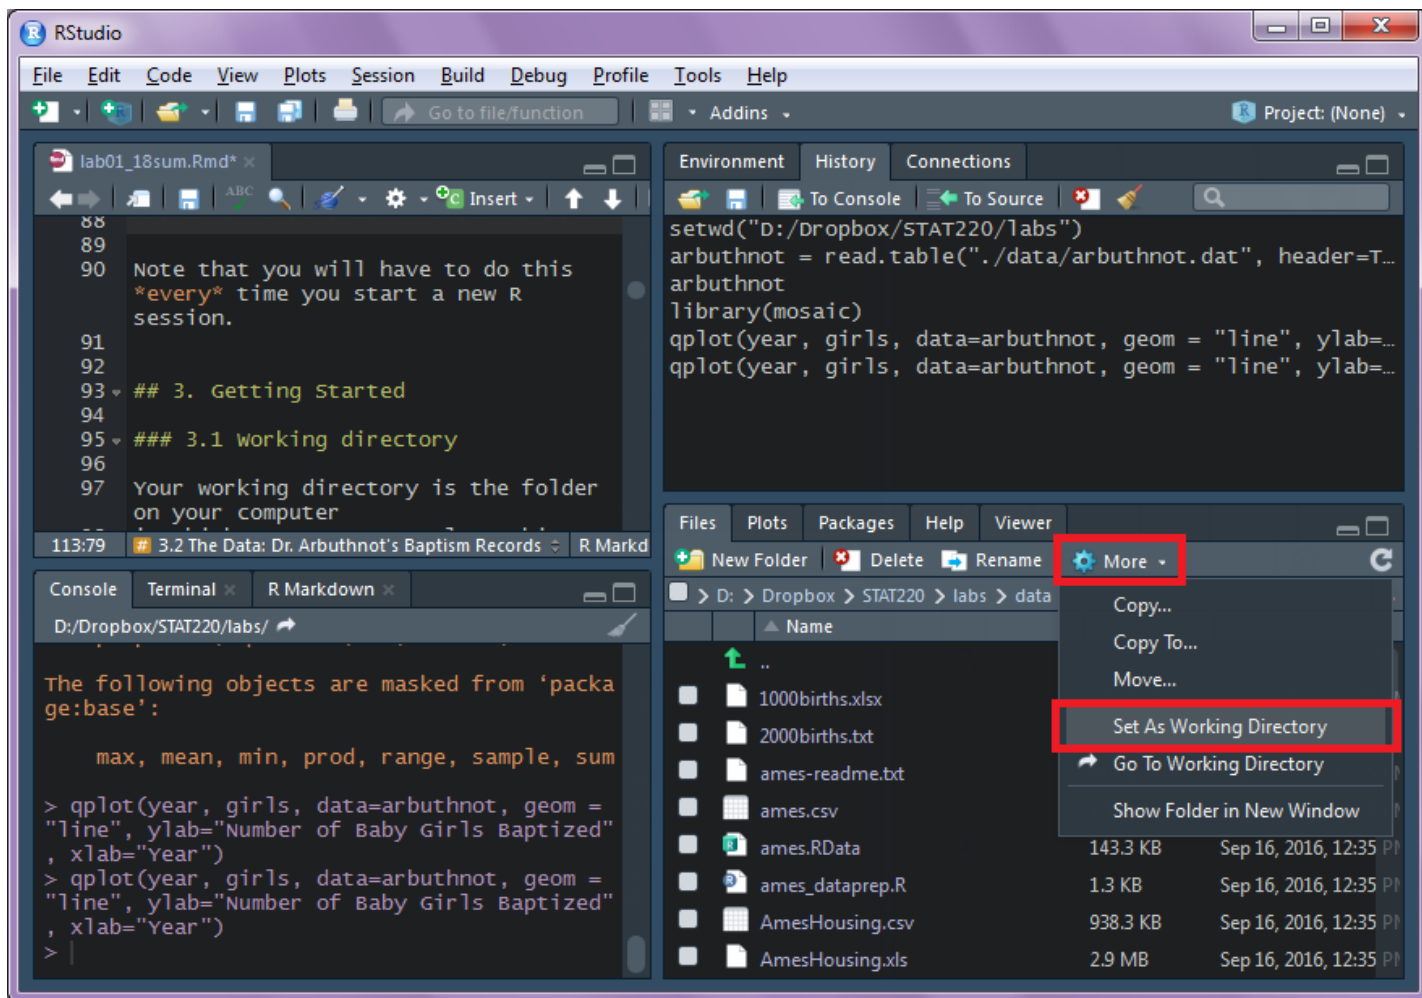 RStudio
File Edit Code View Plots Session Build Debug Profile Tools Help
Go to file/function Addins Project: (None)
lab01_18sum.Rmd*
ABC Insert
88
89
90 Note that you will have to do this
*every* time you start a new R
session.
91
92
93 ## 3. Getting Started
94
95 ### 3.1 Working directory
96
97 Your working directory is the folder
on your computer
113:79 # 3.2 The Data: Dr. Arbuthnot's Baptism Records R Markd
Console Terminal R Markdown
D:/Dropbox/STAT220/labs/
The following objects are masked from ‘packa
ge:base’:
max, mean, min, prod, range, sample, sum
> qplot(year, girls, data=arbuthnot, geom =
"line", ylab="Number of Baby Girls Baptized"
, xlab="Year")
> qplot(year, girls, data=arbuthnot, geom =
"line", ylab="Number of Baby Girls Baptized"
, xlab="Year")
>
Environment History Connections
To Console To Source
setwd("D:/Dropbox/STAT220/labs")
arbuthnot = read.table("./data/arbuthnot.dat", header=T…
arbuthnot
library(mosaic)
qplot(year, girls, data=arbuthnot, geom = "line", ylab=…
qplot(year, girls, data=arbuthnot, geom = "line", ylab=…
Files Plots Packages Help Viewer
New Folder Delete Rename More
D: Dropbox STAT220 labs data
Name
..
1000births.xlsx
2000births.txt
ames-readme.txt
ames.csv
ames.RData 143.3 KB Sep 16, 2016, 12:35 PM
ames_dataprep.R 1.3 KB Sep 16, 2016, 12:35 PM
AmesHousing.csv 938.3 KB Sep 16, 2016, 12:35 PM
AmesHousing.xls 2.9 MB Sep 16, 2016, 12:35 PM
Copy...
Copy To...
Move...
Set As Working Directory
Go To Working Directory
Show Folder in New Window